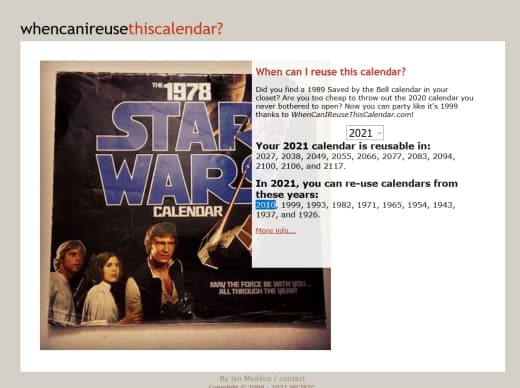 whencanireusethiscalendar?
THE 1978
STAR
WARS
CALENDAR
MAY THE FORCE BE WITH YOU...
ALL THROUGH THE YEAR!
When can I reuse this calendar?
Did you find a 1989 Saved by the Bell calendar in your
closet? Are you too cheap to throw out the 2020 calendar you
never bothered to open? Now you can party like it's 1999
thanks to WhenCanIReuseThisCalendar.com!
2021
Your 2021 calendar is reusable in:
2027, 2038, 2049, 2055, 2066, 2077, 2083, 2094,
2100, 2106, and 2117.
In 2021, you can re-use calendars from
these years:
2010, 1999, 1993, 1982, 1971, 1965, 1954, 1943,
1937, and 1926.
More info...
By Ian Maddox / contact
Copyright © 2008 - 2021